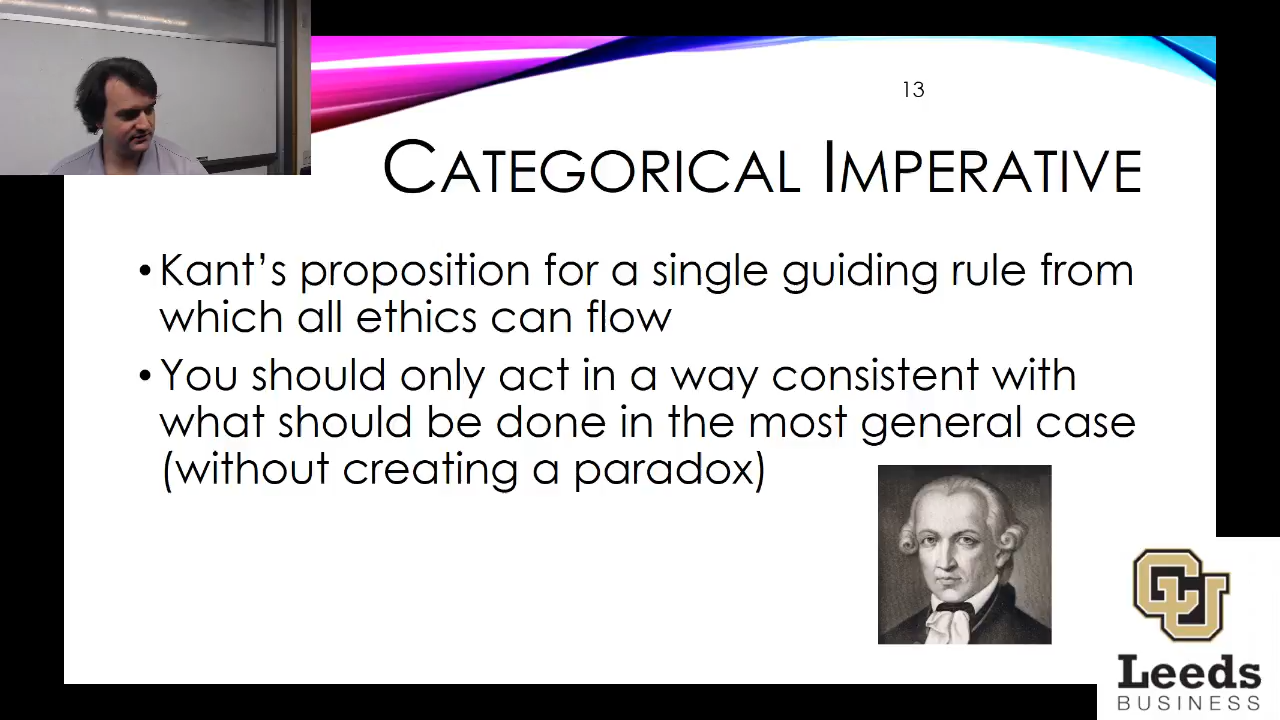 13
Categorical Imperative
• Kant’s proposition for a single guiding rule from
which all ethics can flow
• You should only act in a way consistent with
what should be done in the most general case
(without creating a paradox)
CU
Leeds
BUSINESS